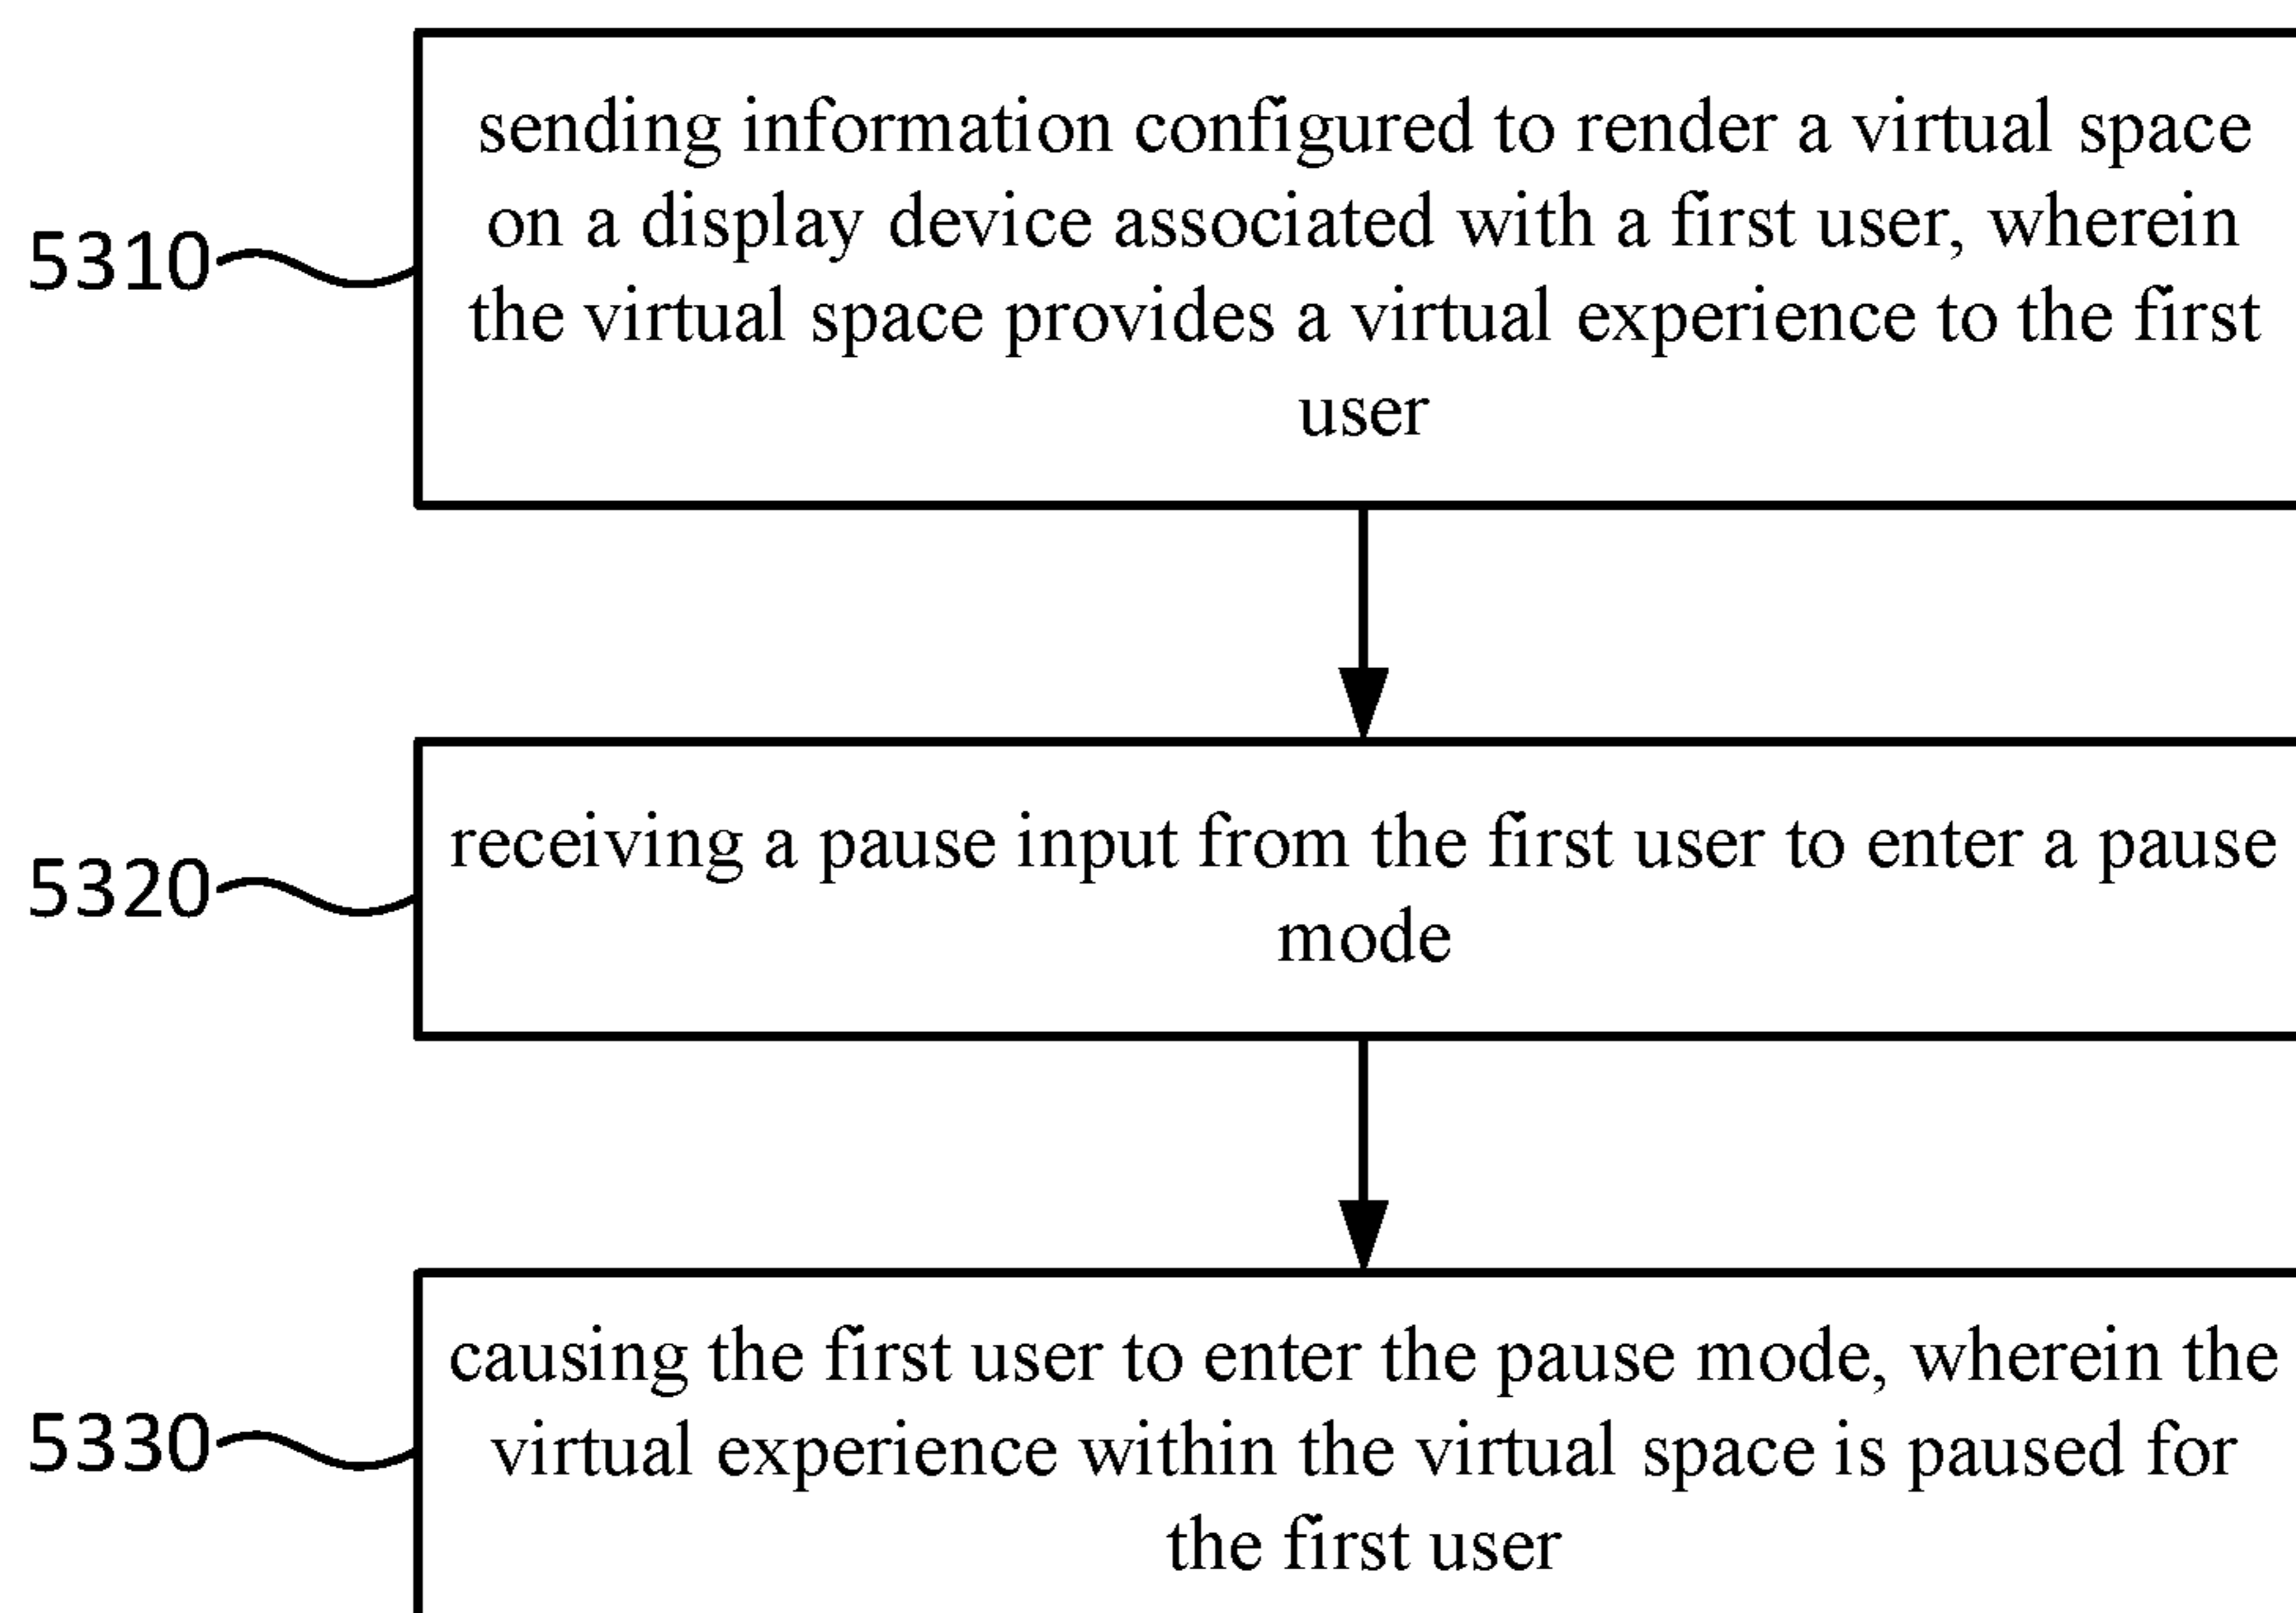 sending information configured to render a virtual space
on a display device associated with a first user, wherein
5310
the virtual space provides a virtual experience to the first
user
receiving a pause input from the first user to enter a pause
5320
mode
causing the first user to enter the pause mode, wherein the
5330
virtual experience within the virtual space is paused for
the first user